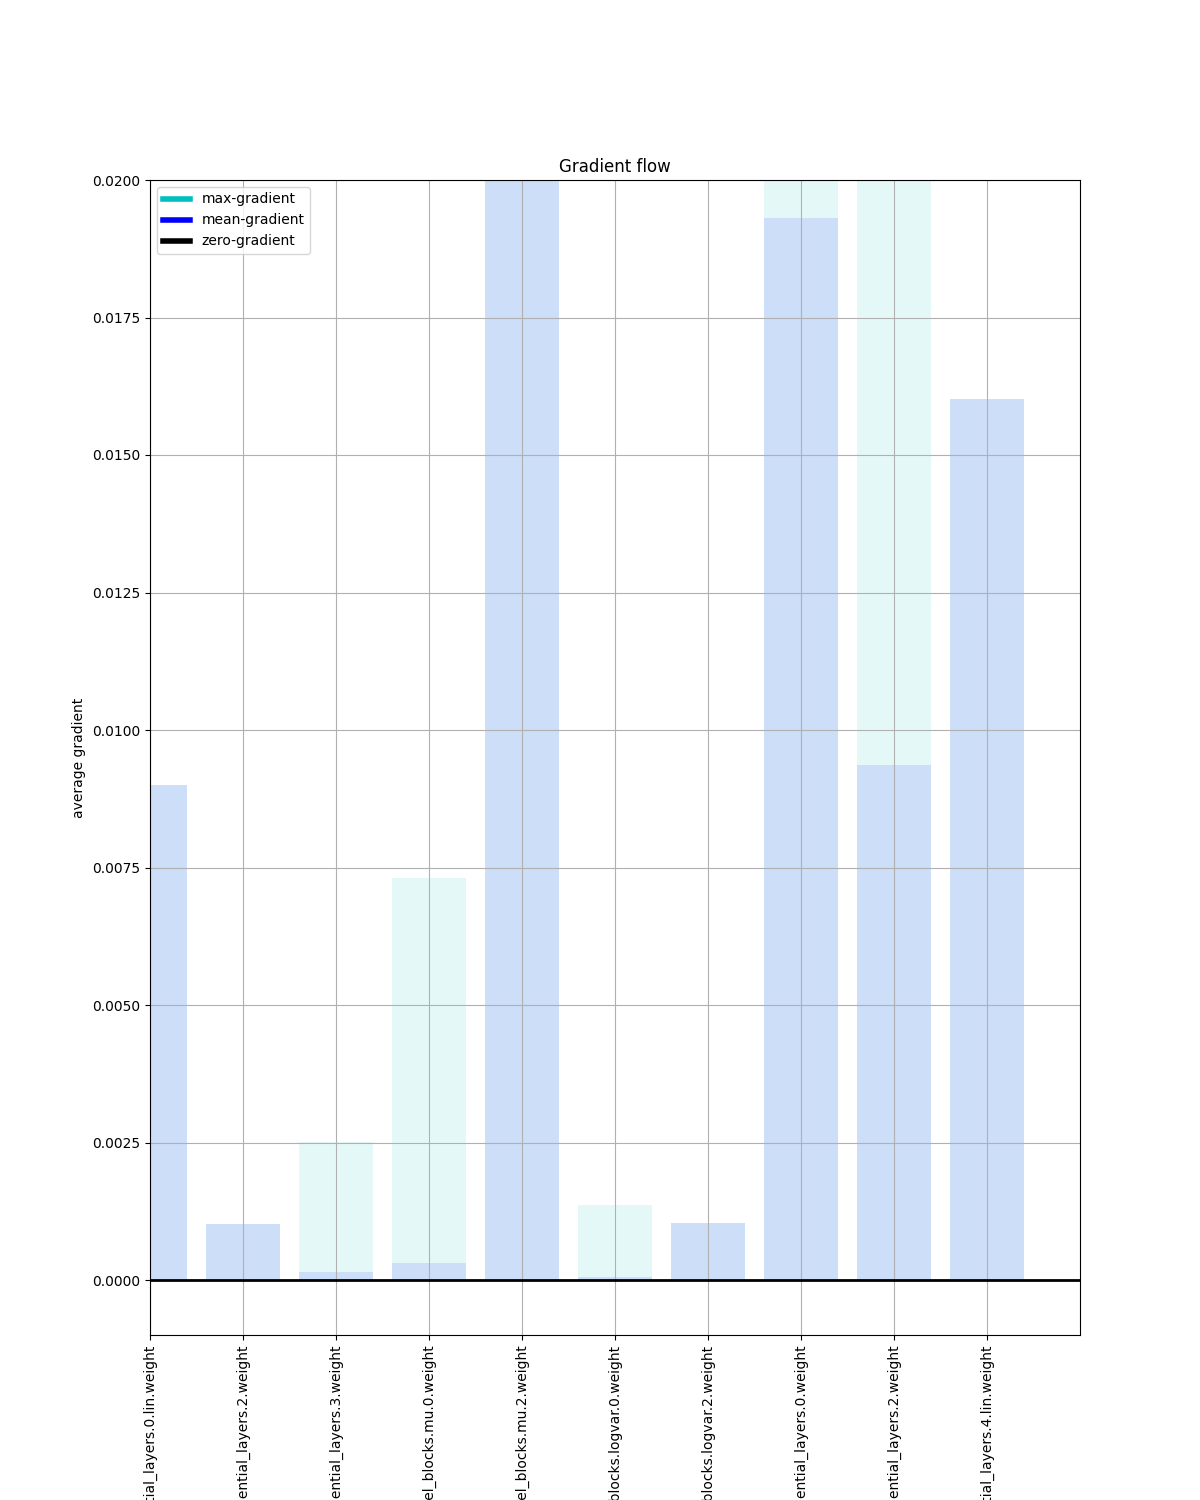 Gradient flow
max-gradient
mean-gradient
zero-gradient
0.0200
0.0175
0.0150
0.0125
0.0100
0.0075
0.0050
0.0025
0.0000
average gradient
tial_layers.0.lin.weight
ential_layers.2.weight
ential_layers.3.weight
el_blocks.mu.0.weight
el_blocks.mu.2.weight
blocks.logvar.0.weight
blocks.logvar.2.weight
ential_layers.0.weight
ential_layers.2.weight
tial_layers.4.lin.weight